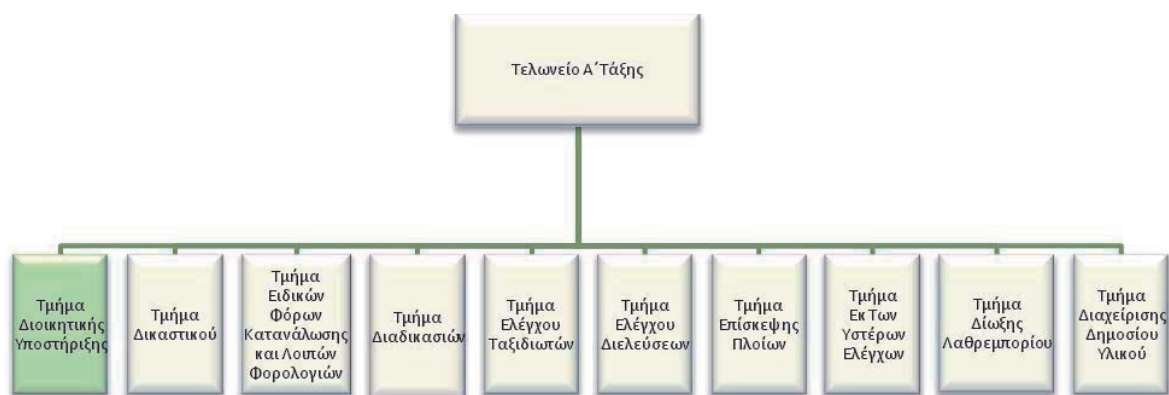 Τελωνείο Α΄Τάξης
Τμήμα
Διοικητικής
Υποστήριξης
Τμήμα
Δικαστικού
Τμήμα
Ειδικών
Φόρων
Κατανάλωσης
και Λοιπών
Φορολογιών
Τμήμα
Διαδικασιών
Τμήμα
Ελέγχου
Ταξιδιωτών
Τμήμα
Ελέγχου
Διελεύσεων
Τμήμα
Επίσκεψης
Πλοίων
Τμήμα
Εκ Των
Υστέρων
Ελέγχων
Τμήμα
Δίωξης
Λαθρεμπορίου
Τμήμα
Διαχείρισης
Δημοσίου
Υλικού